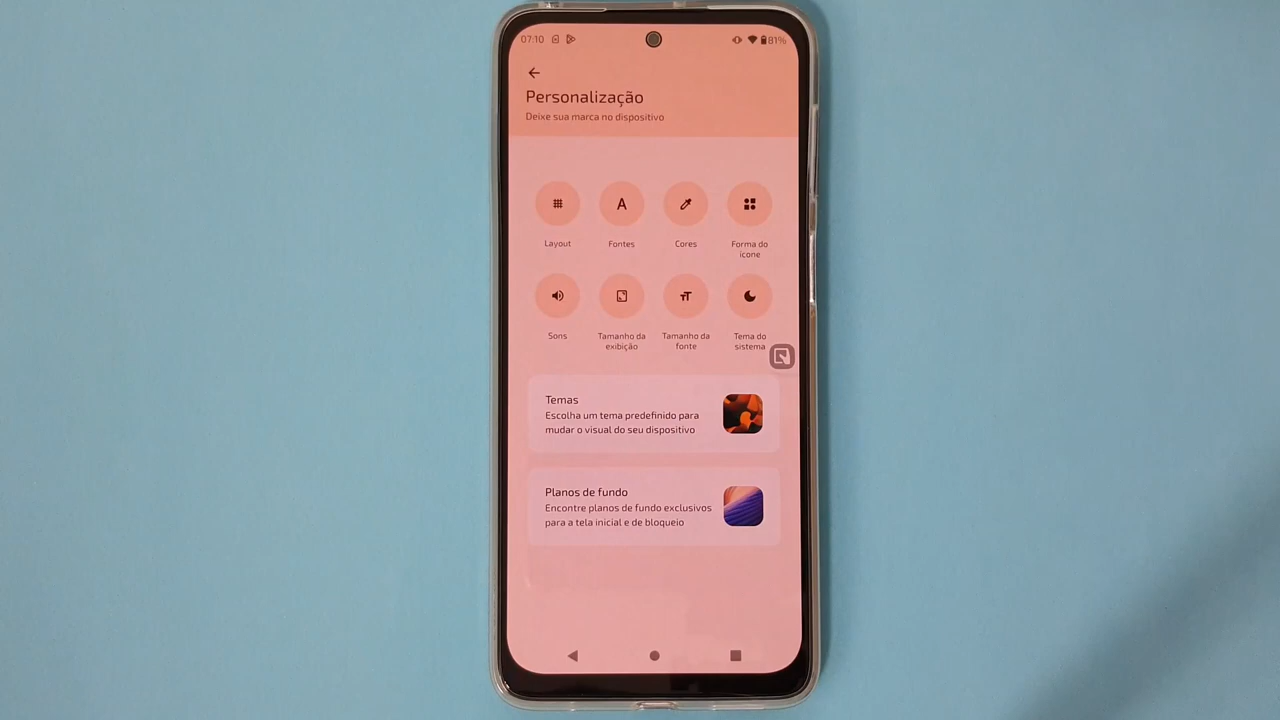 07:10
81%
Personalização
Deixe sua marca no dispositivo
A
Layout
Fontes
Cores
Forma do
ícone
TT
Sons
Tamanho da
exibição
Tamanho da
fonte
Tema do
sistema
Temas
Escolha um tema predefinido para
mudar o visual do seu dispositivo
Planos de fundo
Encontre planos de fundo exclusivos
para a tela inicial e de bloqueio